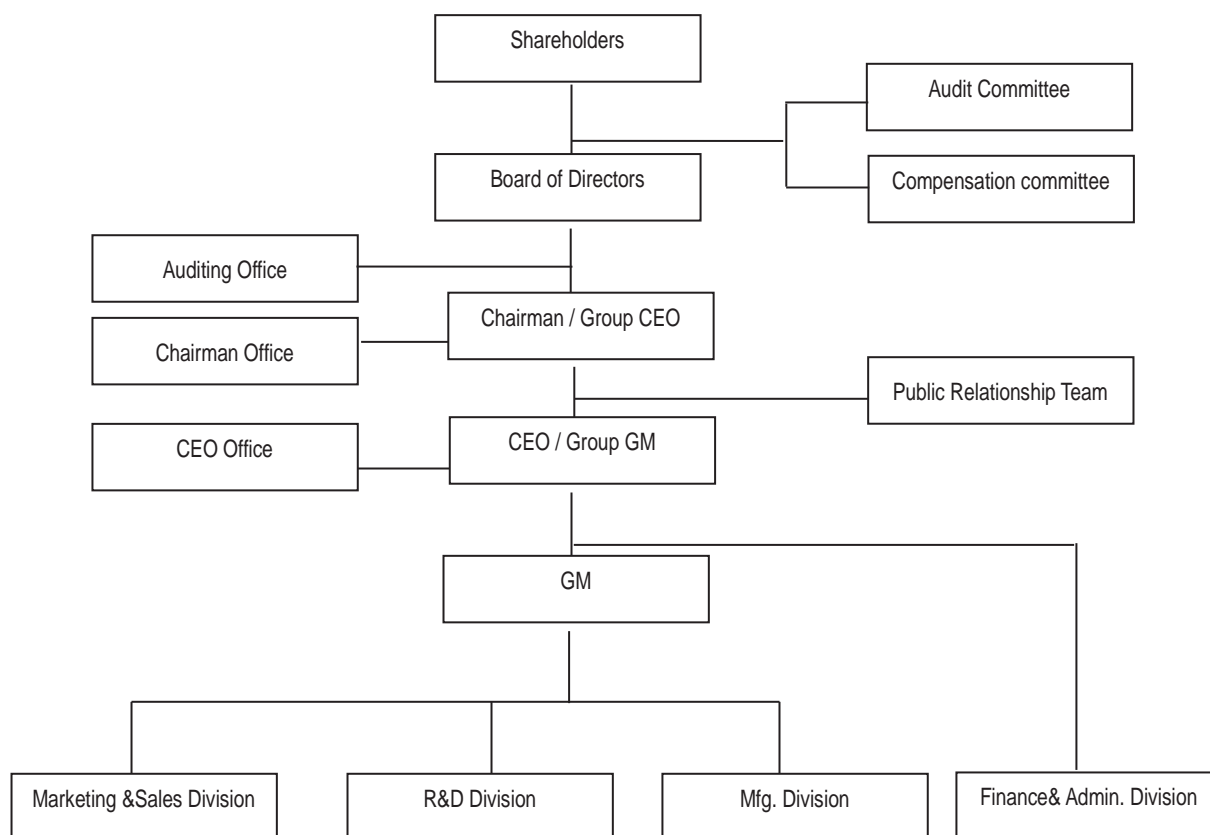 Shareholders
Audit Committee
Board of Directors
Compensation committee
Auditing Office
Chairman / Group CEO
Chairman Office
Public Relationship Team
CEO Office
CEO / Group GM
GM
Marketing &Sales Division
R&D Division
Mfg. Division
Finance& Admin. Division